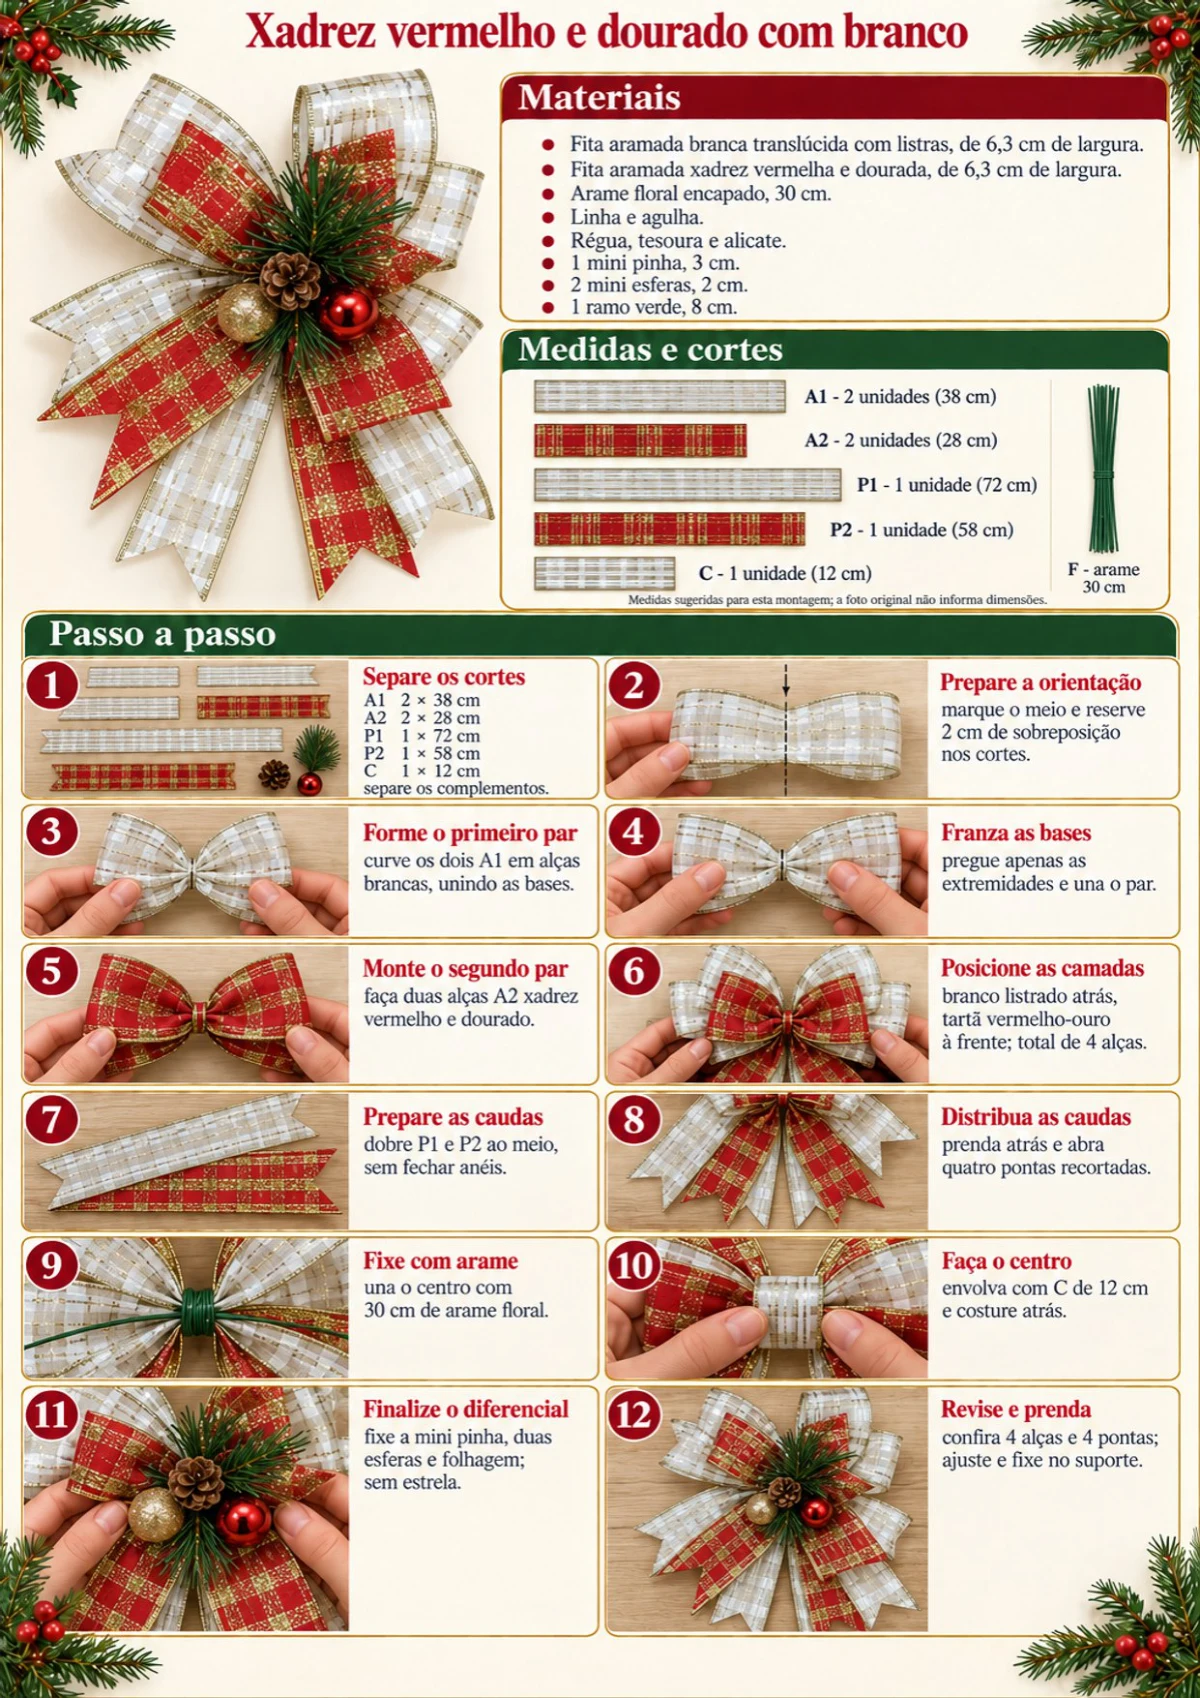 Xadrez vermelho e dourado com branco
Materiais
Fita aramada branca translúcida com listras, de 6,3 cm de largura.
Fita aramada xadrez vermelha e dourada, de 6,3 cm de largura.
Arame floral encapado, 30 cm.
Linha e agulha.
Régua, tesoura e alicate.
1 mini pinha, 3 cm.
2 mini esferas, 2 cm.
1 ramo verde, 8 cm.
Medidas e cortes
A1 - 2 unidades (38 cm)
A2 - 2 unidades (28 cm)
P1 - 1 unidade (72 cm)
P2 - 1 unidade (58 cm)
C - 1 unidade (12 cm)
F - arame
30 cm
Medidas sugeridas para esta montagem; a foto original não informa dimensões.
Passo a passo
1
Separe os cortes
A1 2 × 38 cm
A2 2 × 28 cm
P1 1 × 72 cm
P2 1 × 58 cm
C 1 × 12 cm
separe os complementos.
2
Prepare a orientação
marque o meio e reserve
2 cm de sobreposição
nos cortes.
3
Forme o primeiro par
curve os dois A1 em alças
brancas, unindo as bases.
4
Franza as bases
pregue apenas as
extremidades e una o par.
5
Monte o segundo par
faça duas alças A2 xadrez
vermelho e dourado.
6
Posicione as camadas
branco listrado atrás,
tartã vermelho-ouro
à frente; total de 4 alças.
7
Prepare as caudas
dobre P1 e P2 ao meio,
sem fechar anéis.
8
Distribua as caudas
prenda atrás e abra
quatro pontas recortadas.
9
Fixe com arame
una o centro com
30 cm de arame floral.
10
Faça o centro
envolva com C de 12 cm
e costure atrás.
11
Finalize o diferencial
fixe a mini pinha, duas
esferas e folhagem;
sem estrela.
12
Revise e prenda
confira 4 alças e 4 pontas;
ajuste e fixe no suporte.